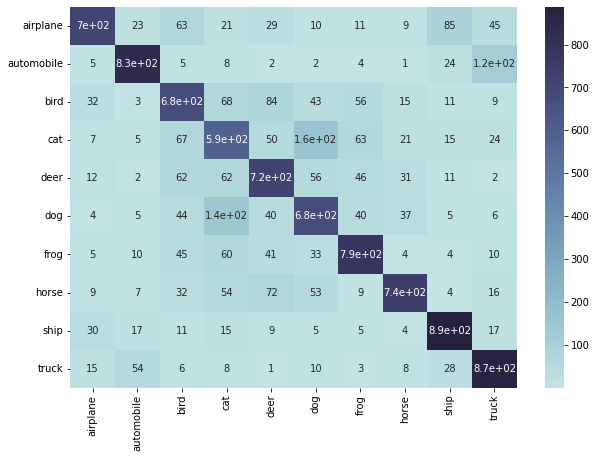 airplane 7e+02 23 63 21 29 10 11 9 85 45
automobile 5 8.3e+02 5 8 2 2 4 1 24 1.2e+02
bird 32 3 6.8e+02 68 84 43 56 15 11 9
cat 7 5 67 5.9e+02 50 1.6e+02 63 21 15 24
deer 12 2 62 62 7.2e+02 56 46 31 11 2
dog 4 5 44 1.4e+02 40 6.8e+02 40 37 5 6
frog 5 10 45 60 41 33 7.9e+02 4 4 10
horse 9 7 32 54 72 53 9 7.4e+02 4 16
ship 30 17 11 15 9 5 5 4 8.9e+02 17
truck 15 54 6 8 1 10 3 8 28 8.7e+02
airplane automobile bird cat deer dog frog horse ship truck
800
700
600
500
400
300
200
100